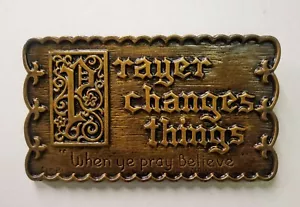 Prayer
changes
things
"When ye pray believe